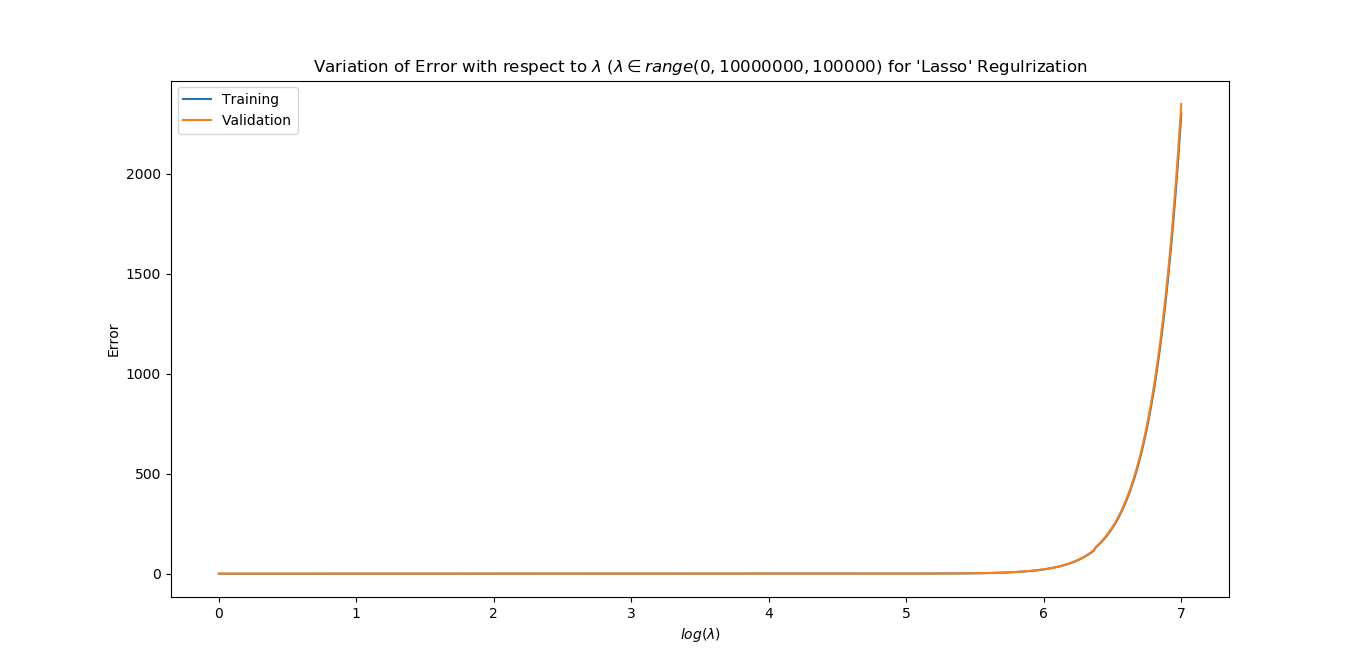 Variation of Error with respect to λ (λ ∈ range(0, 10000000, 100000) for 'Lasso' Regulrization
Training
Validation
2000
1500
1000
500
0
Error
0 1 2 3 4 5 6 7
log(λ)